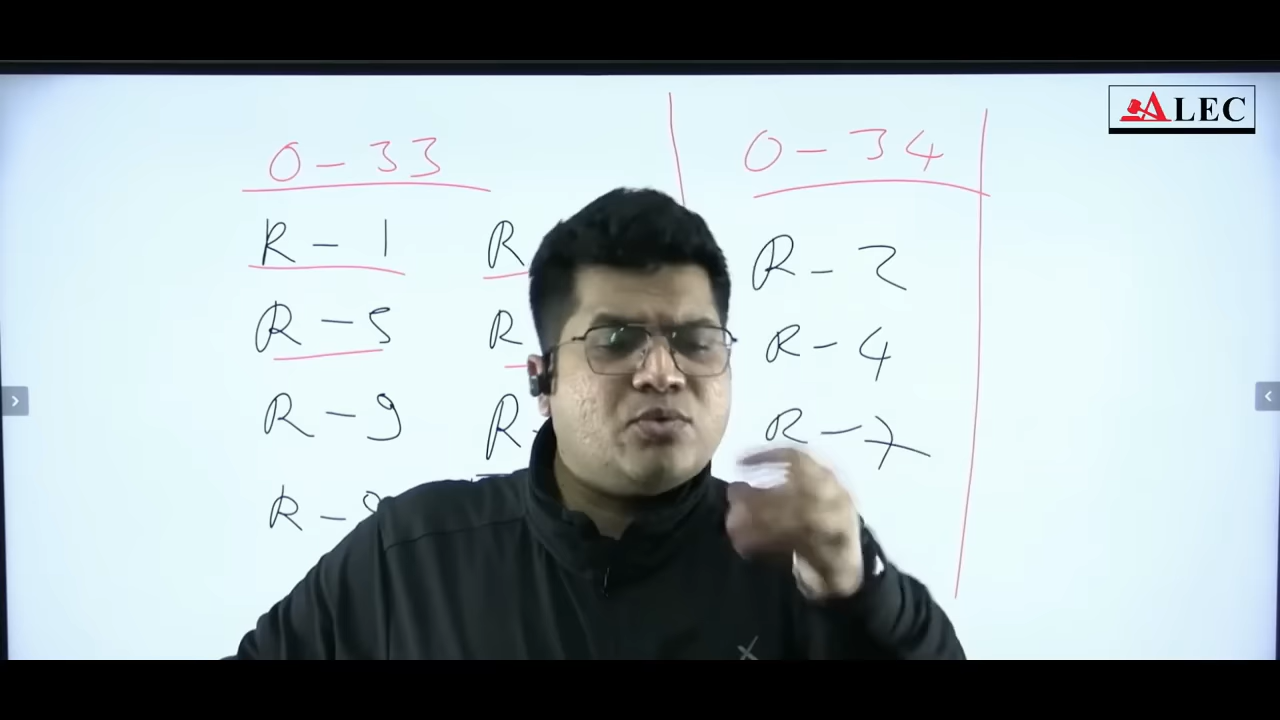 ALEC
O - 33
R - 1 R
R - 5 R
R - 9 R -
R -
O - 34
R - 2
R - 4
R - 7